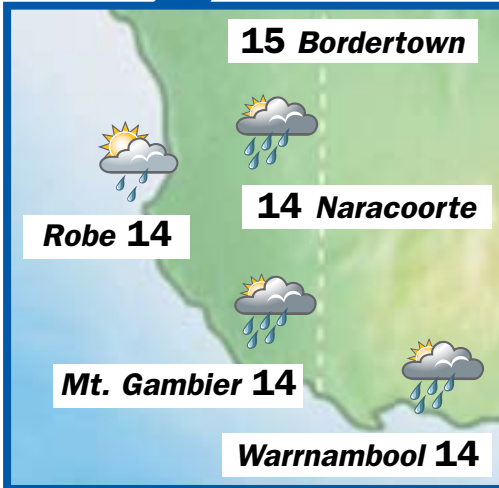 15 Bordertown
14 Naracoorte
Robe 14
Mt. Gambier 14
Warrnambool 14